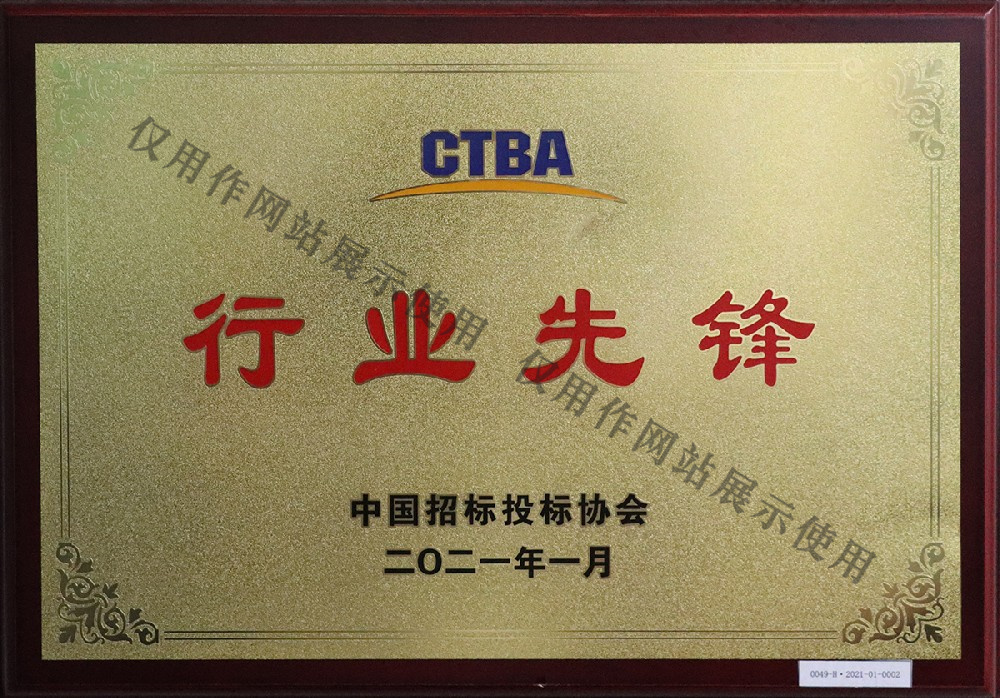 CTBA
行业先锋
中国招标投标协会
二〇二一年一月
仅用作网站展示使用
仅用作网站展示使用
0049-H·2021-01-0002